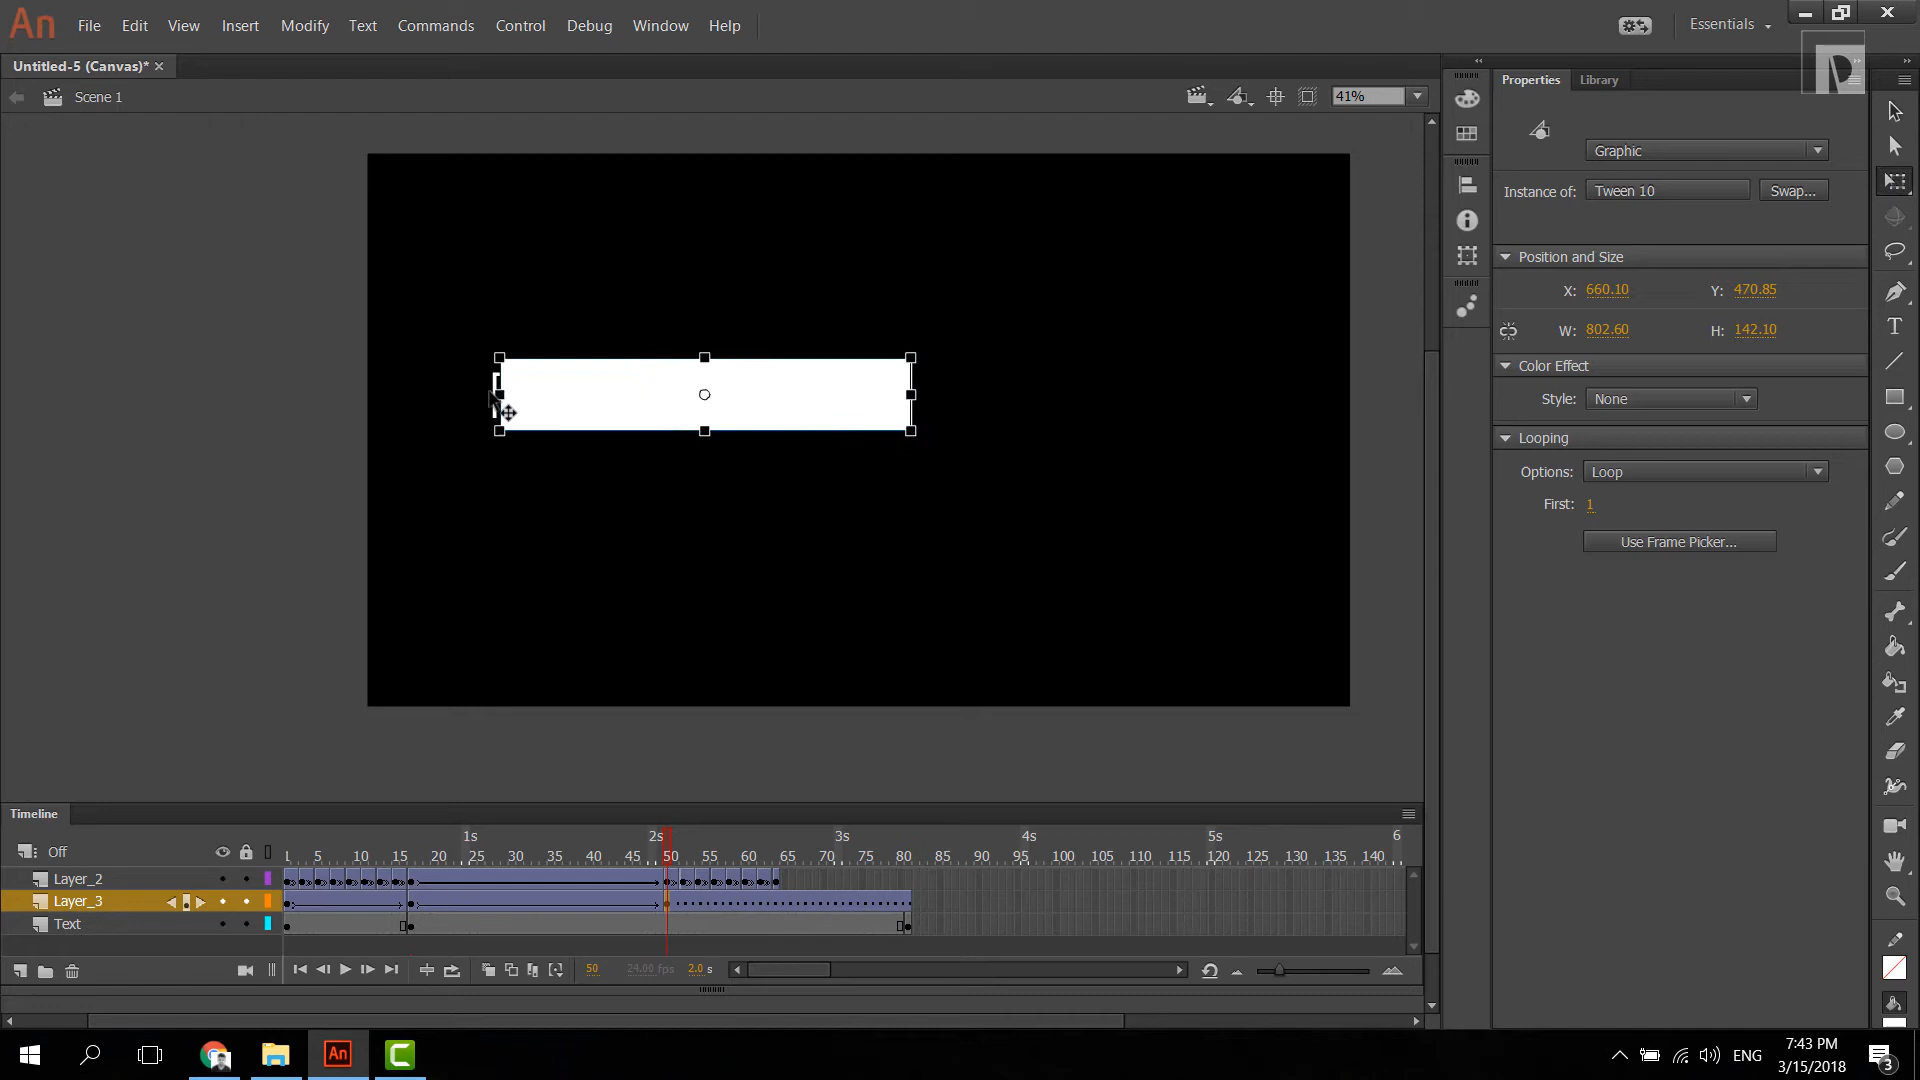 An File Edit View Insert Modify Text Commands Control Debug Window Help Essentials
Untitled-5 (Canvas)*
Scene 1 41%
Properties Library
Graphic
Instance of: Tween 10 Swap...
Position and Size
X: 660.10 Y: 470.85
W: 802.60 H: 142.10
Color Effect
Style: None
Looping
Options: Loop
First: 1
Use Frame Picker...
Timeline
1s 2s 3s 4s 5s 6
Off 1 5 10 15 20 25 30 35 40 45 50 55 60 65 70 75 80 85 90 95 100 105 110 115 120 125 130 135 140
Layer_2
Layer_3
Text
50 24.00 fps 2.0 s
An ENG 7:43 PM
3/15/2018 3